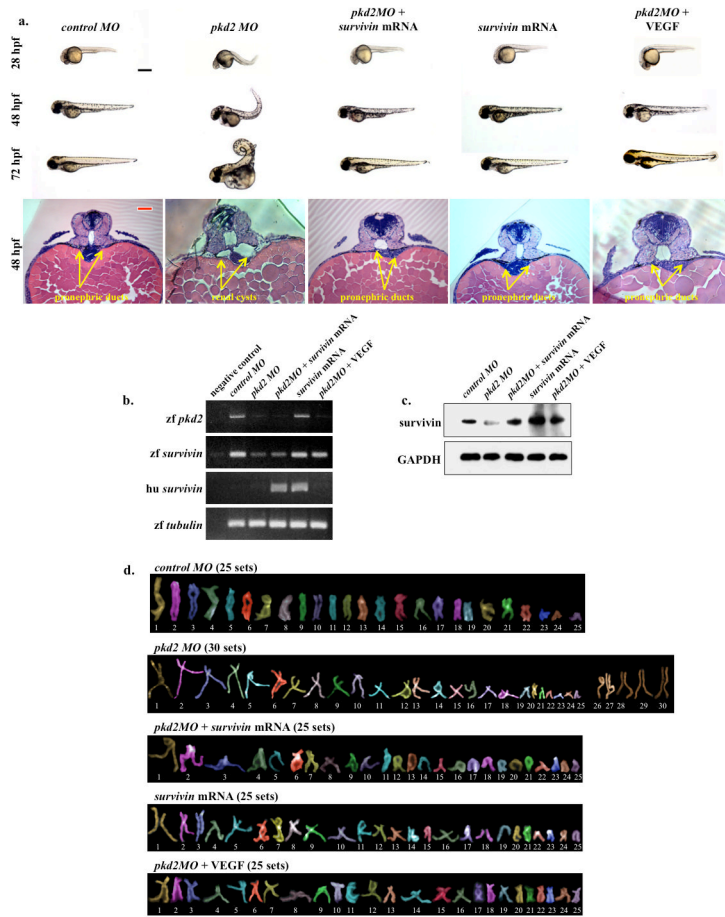 a.
control MO
pkd2 MO
pkd2MO +
survivin mRNA
survivin mRNA
pkd2MO +
VEGF
28 hpf
48 hpf
72 hpf
48 hpf
pronephric ducts
renal cysts
pronephric ducts
pronephric ducts
pronephric ducts
b.
negative control
control MO
pkd2 MO
pkd2MO + survivin mRNA
survivin mRNA
pkd2MO + VEGF
zf pkd2
zf survivin
hu survivin
zf tubulin
c.
control MO
pkd2 MO
pkd2MO + survivin mRNA
survivin mRNA
pkd2MO + VEGF
survivin
GAPDH
d.
control MO (25 sets)
1 2 3 4 5 6 7 8 9 10 11 12 13 14 15 16 17 18 19 20 21 22 23 24 25
pkd2 MO (30 sets)
1 2 3 4 5 6 7 8 9 10 11 12 13 14 15 16 17 18 19 20 21 22 23 24 25 26 27 28 29 30
pkd2MO + survivin mRNA (25 sets)
1 2 3 4 5 6 7 8 9 10 11 12 13 14 15 16 17 18 19 20 21 22 23 24 25
survivin mRNA (25 sets)
1 2 3 4 5 6 7 8 9 10 11 12 13 14 15 16 17 18 19 20 21 22 23 24 25
pkd2MO + VEGF (25 sets)
1 2 3 4 5 6 7 8 9 10 11 12 13 14 15 16 17 18 19 20 21 22 23 24 25